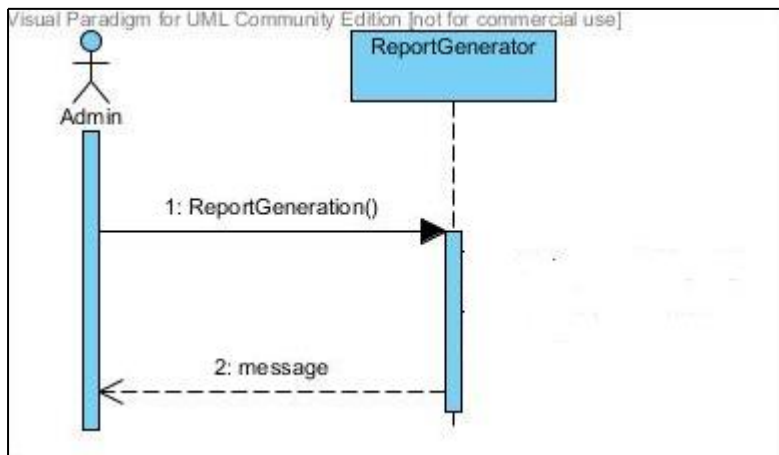 Visual Paradigm for UML Community Edition [not for commercial use]
ReportGenerator
Admin
1: ReportGeneration()
2: message